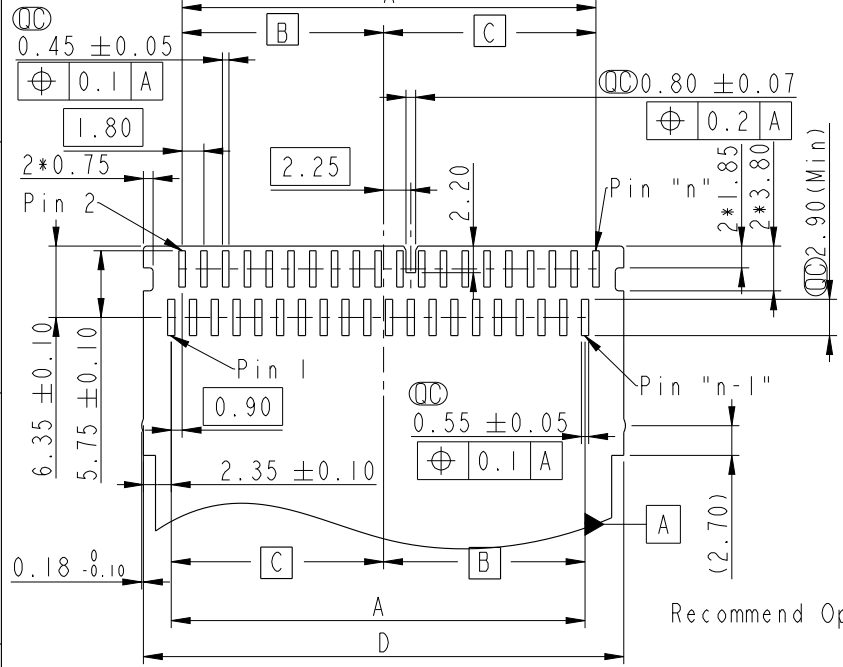 A
QC
B
C
0.45 ±0.05
0.1 A
QC 0.80 ±0.07
0.2 A
1.80
2*0.75
2.25
2.20
Pin 2
Pin "n"
2*1.85
2*3.80
QC 2.90(Min)
Pin 1
Pin "n-1"
0.90
QC
0.55 ±0.05
0.1 A
6.35 ±0.10
5.75 ±0.10
2.35 ±0.10
(2.70)
A
0.18 0 -0.10
C
B
A
D
Recommend Op